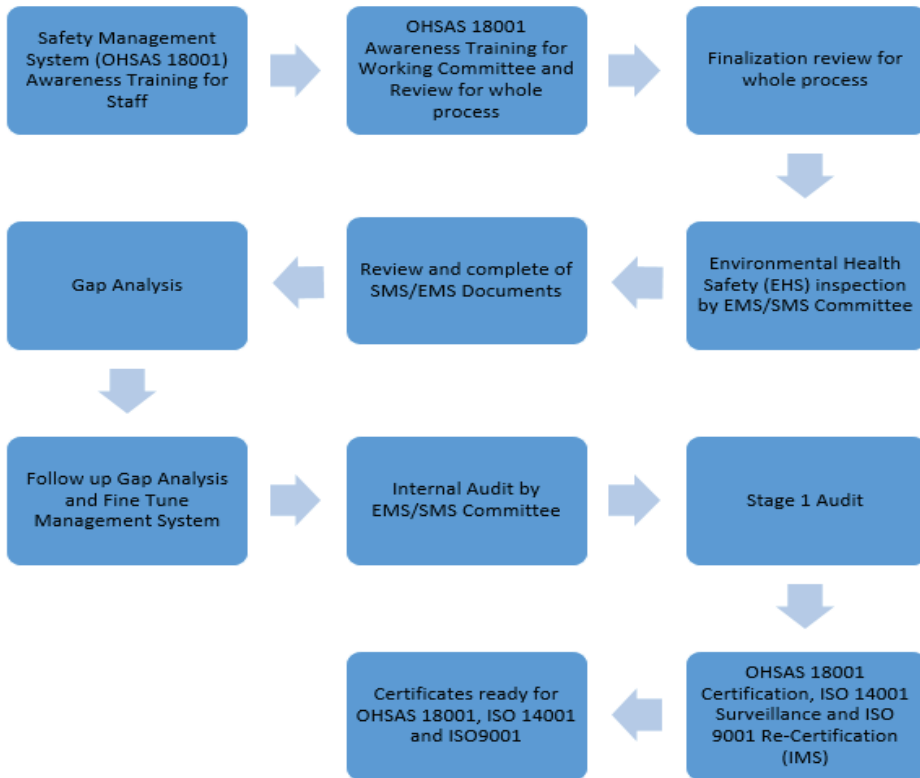 Safety Management
System (OHSAS 18001)
Awareness Training for
Staff
OHSAS 18001
Awareness Training for
Working Committee and
Review for whole
process
Finalization review for
whole process
Environmental Health
Safety (EHS) inspection
by EMS/SMS Committee
Review and complete of
SMS/EMS Documents
Gap Analysis
Follow up Gap Analysis
and Fine Tune
Management System
Internal Audit by
EMS/SMS Committee
Stage 1 Audit
OHSAS 18001
Certification, ISO 14001
Surveillance and ISO
9001 Re-Certification
(IMS)
Certificates ready for
OHSAS 18001, ISO 14001
and ISO9001